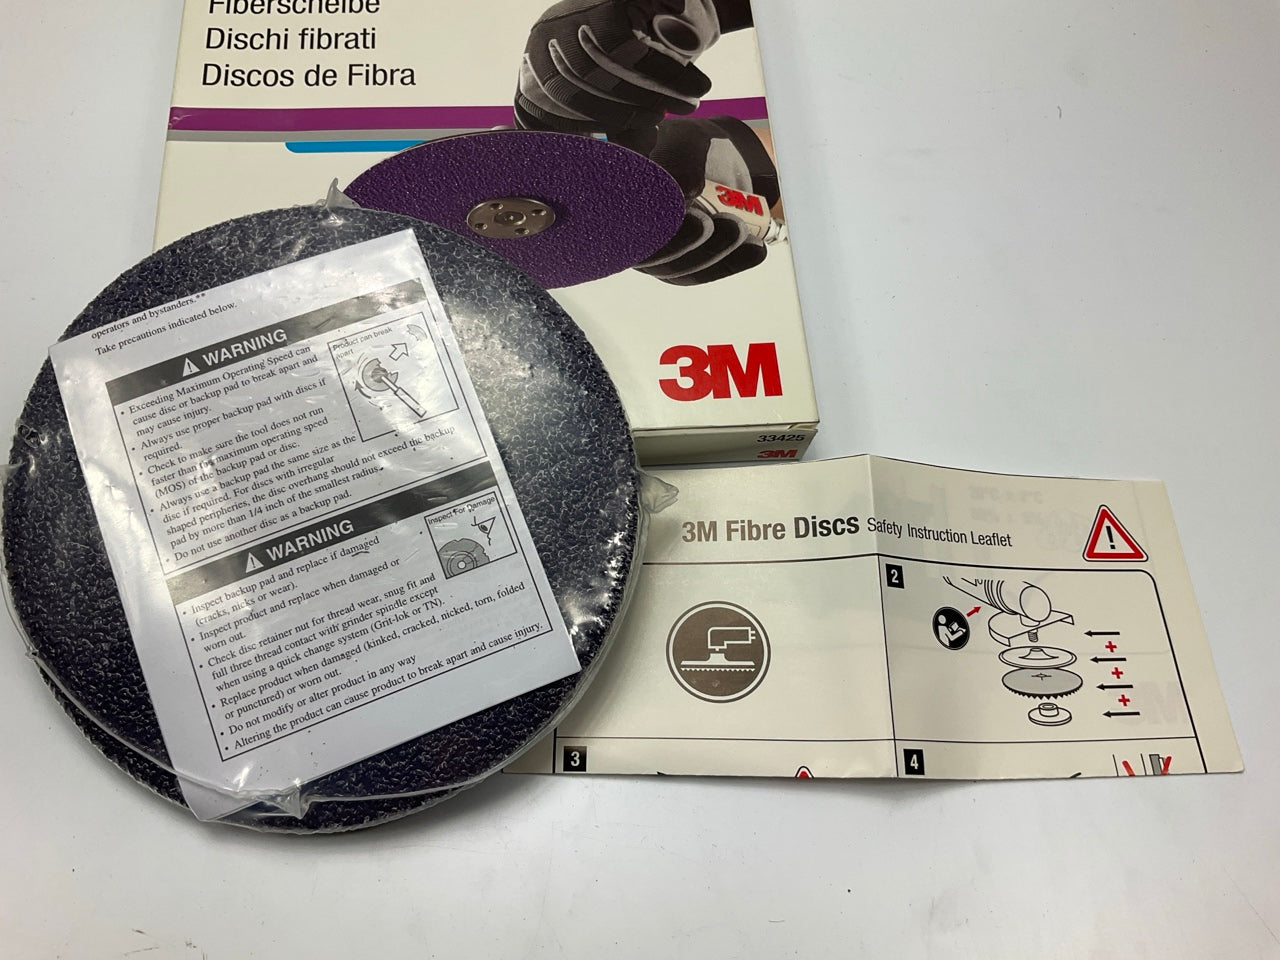 Fiberscheibe
Dischi fibrati
Discos de Fibra
3M
3M
33425
3M
operators and bystanders.**
Take precautions indicated below.
WARNING
• Exceeding Maximum Operating Speed can
cause disc or backup pad to break apart and
may cause injury.
• Always use proper backup pad with discs if
required.
• Check to make sure the tool does not run
faster than the maximum operating speed
(MOS) of the backup pad or disc.
• Always use a backup pad the same size as the
disc if required. For discs with irregular
shaped peripheries, the disc overhang should not exceed the backup
pad by more than 1/4 inch of the smallest radius.
• Do not use another disc as a backup pad.
Product can break
apart
WARNING
• Inspect backup pad and replace if damaged
(cracks, nicks or wear).
• Inspect product and replace when damaged or
worn out.
• Check disc retainer nut for thread wear, snug fit and
full three thread contact with grinder spindle except
when using a quick change system (Grit-lok or TN).
• Replace product when damaged (kinked, cracked, nicked, torn, folded
or punctured) or worn out.
• Do not modify or alter product in any way
• Altering the product can cause product to break apart and cause injury.
Inspect For Damage
3M Fibre Discs Safety Instruction Leaflet
!
2
+
+
+
3
4